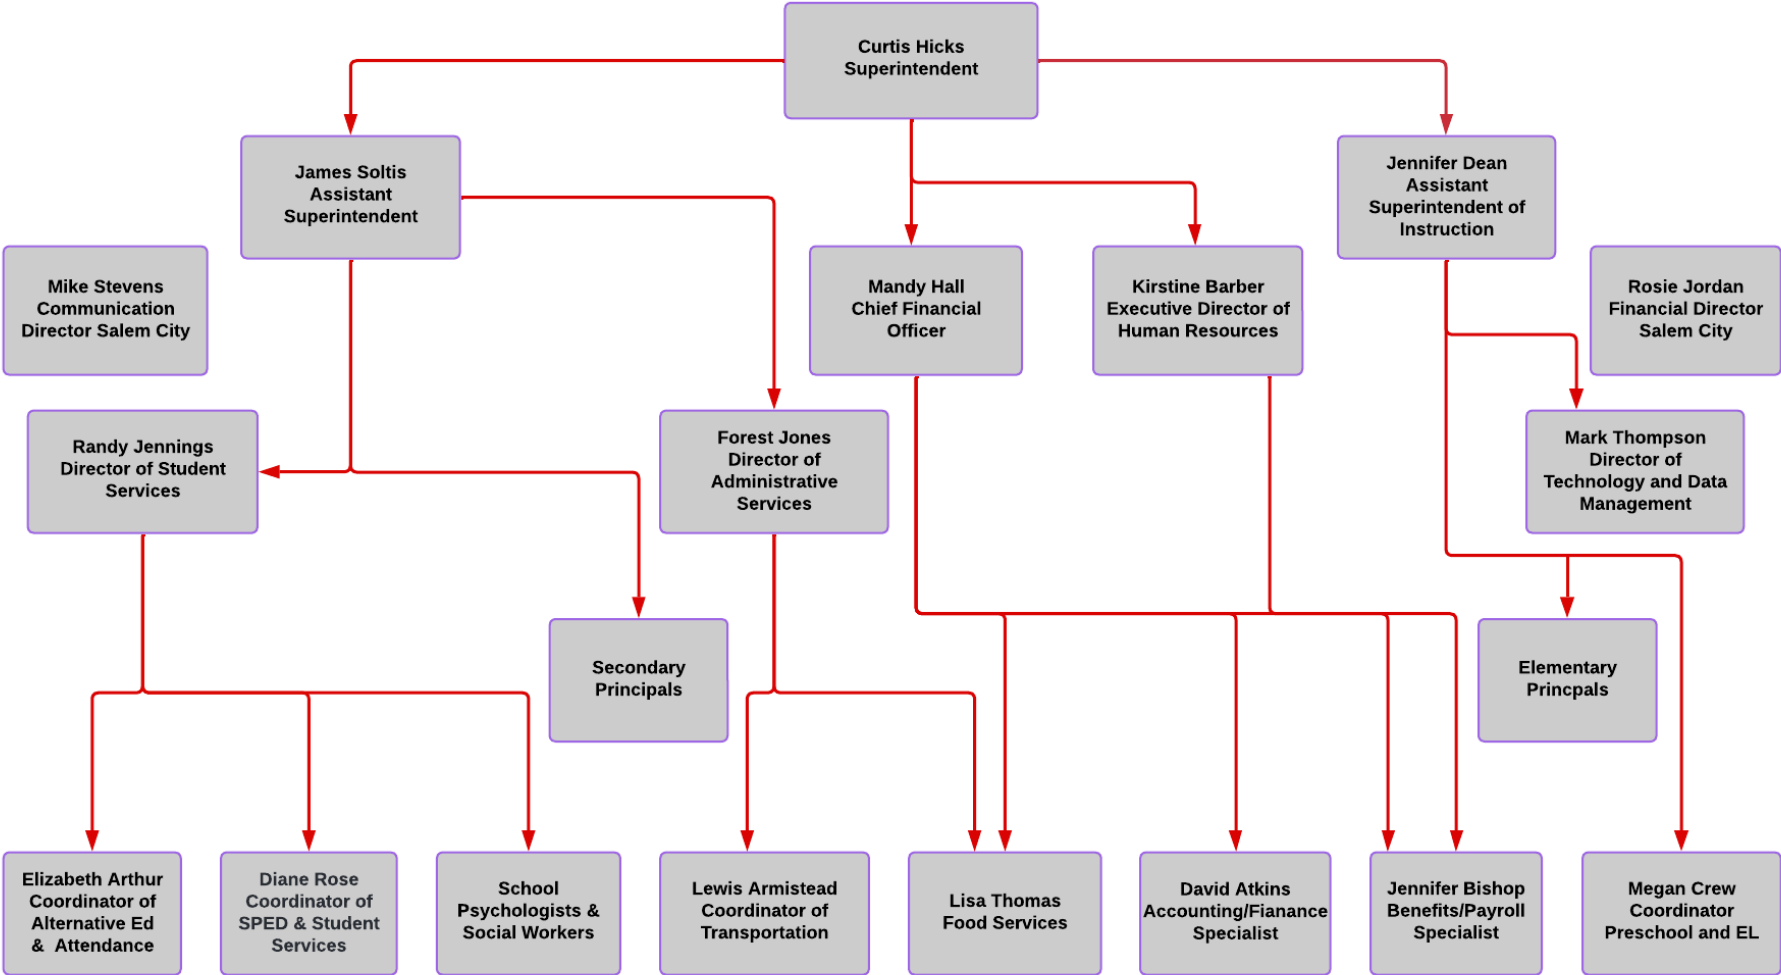 Curtis Hicks
Superintendent
James Soltis
Assistant
Superintendent
Jennifer Dean
Assistant
Superintendent of
Instruction
Mike Stevens
Communication
Director Salem City
Mandy Hall
Chief Financial
Officer
Kirstine Barber
Executive Director of
Human Resources
Rosie Jordan
Financial Director
Salem City
Randy Jennings
Director of Student
Services
Forest Jones
Director of
Administrative
Services
Mark Thompson
Director of
Technology and Data
Management
Secondary
Principals
Elementary
Princpals
Elizabeth Arthur
Coordinator of
Alternative Ed
& Attendance
Diane Rose
Coordinator of
SPED & Student
Services
School
Psychologists &
Social Workers
Lewis Armistead
Coordinator of
Transportation
Lisa Thomas
Food Services
David Atkins
Accounting/Fianance
Specialist
Jennifer Bishop
Benefits/Payroll
Specialist
Megan Crew
Coordinator
Preschool and EL